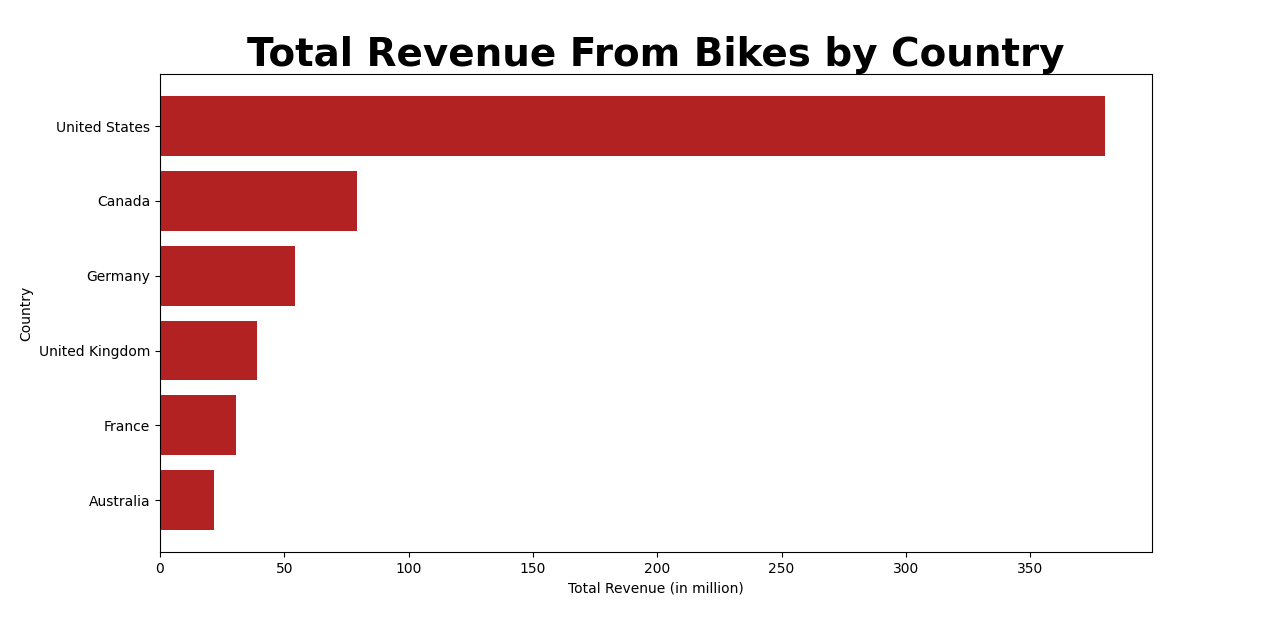 Total Revenue From Bikes by Country
United States
Canada
Germany
United Kingdom
France
Australia
Country
0 50 100 150 200 250 300 350
Total Revenue (in million)